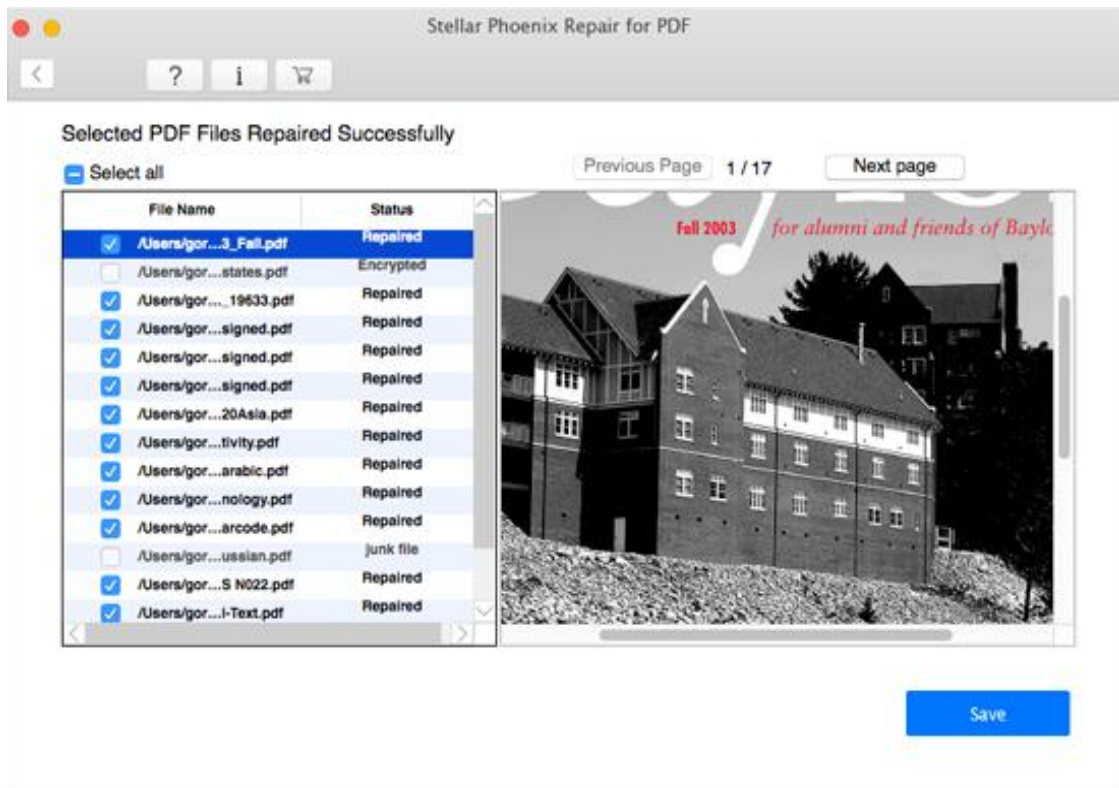 Stellar Phoenix Repair for PDF
? i
Selected PDF Files Repaired Successfully
Select all
Previous Page 1 / 17 Next page
File Name Status
/Users/gor...3_Fall.pdf Repaired
/Users/gor...states.pdf Encrypted
/Users/gor..._19633.pdf Repaired
/Users/gor...signed.pdf Repaired
/Users/gor...signed.pdf Repaired
/Users/gor...signed.pdf Repaired
/Users/gor...20Asia.pdf Repaired
/Users/gor...tivity.pdf Repaired
/Users/gor...arabic.pdf Repaired
/Users/gor...nology.pdf Repaired
/Users/gor...arcode.pdf Repaired
/Users/gor...ussian.pdf junk file
/Users/gor...S N022.pdf Repaired
/Users/gor...i-Text.pdf Repaired
Fall 2003 for alumni and friends of Baylo
Save